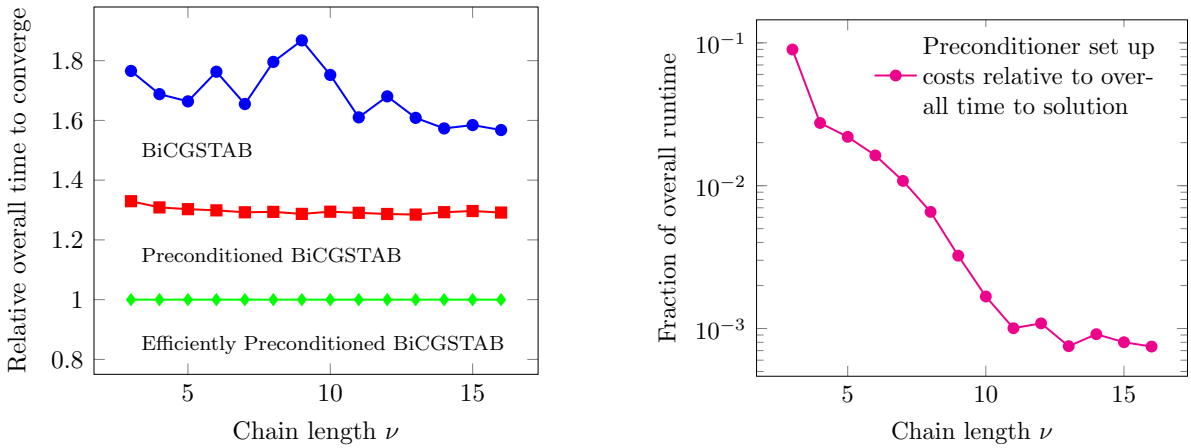 Relative overall time to converge
1.8
1.6
1.4
1.2
1
0.8
BiCGSTAB
Preconditioned BiCGSTAB
Efficiently Preconditioned BiCGSTAB
5
10
15
Chain length ν
Fraction of overall runtime
10⁻¹
10⁻²
10⁻³
Preconditioner set up
costs relative to over-
all time to solution
5
10
15
Chain length ν